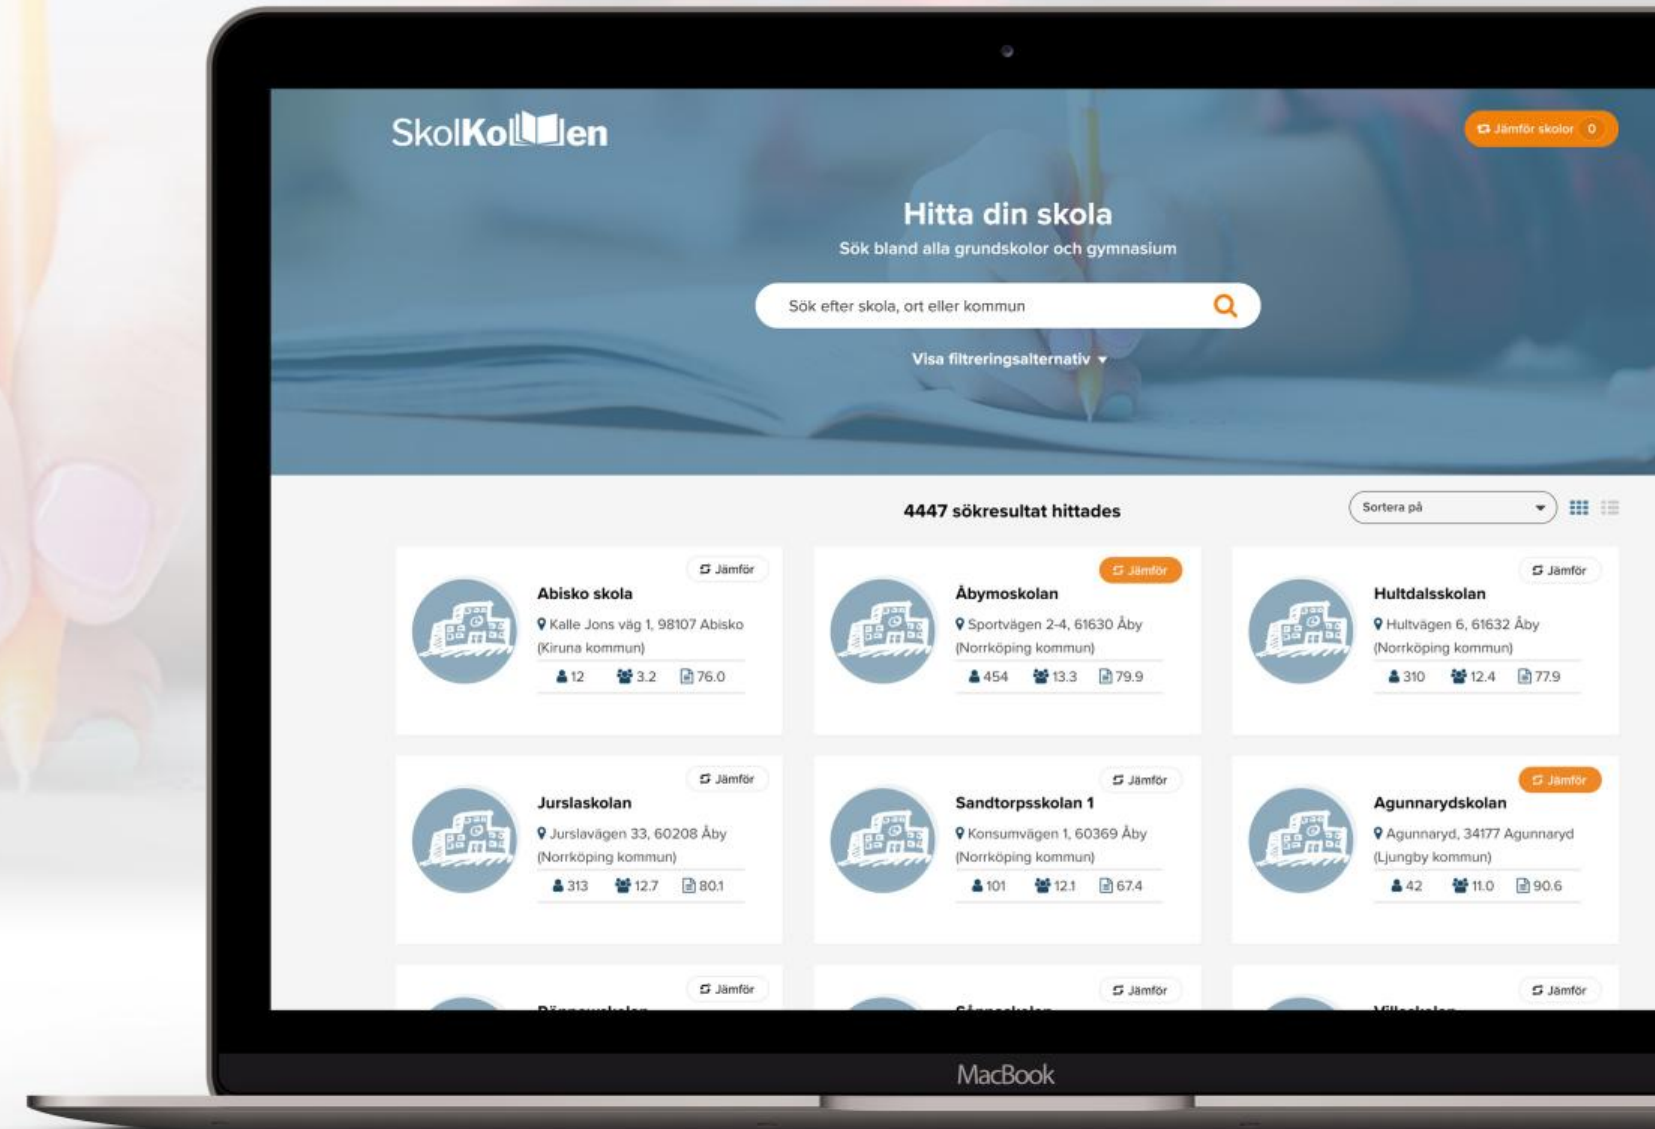 SkolKollen
Jämför skolor 0
Hitta din skola
Sök bland alla grundskolor och gymnasium
Sök efter skola, ort eller kommun
Visa filtreringsalternativ
4447 sökresultat hittades
Sortera på
Jämför
Abisko skola
Kalle Jons väg 1, 98107 Abisko
(Kiruna kommun)
12 3.2 76.0
Jämför
Åbymoskolan
Sportvägen 2-4, 61630 Åby
(Norrköping kommun)
454 13.3 79.9
Jämför
Hultdalsskolan
Hultvägen 6, 61632 Åby
(Norrköping kommun)
310 12.4 77.9
Jämför
Jurslaskolan
Jurslavägen 33, 60208 Åby
(Norrköping kommun)
313 12.7 80.1
Jämför
Sandtorpsskolan 1
Konsumvägen 1, 60369 Åby
(Norrköping kommun)
101 12.1 67.4
Jämför
Agunnarydskolan
Agunnaryd, 34177 Agunnaryd
(Ljungby kommun)
42 11.0 90.6
Jämför
Jämför
Jämför
MacBook